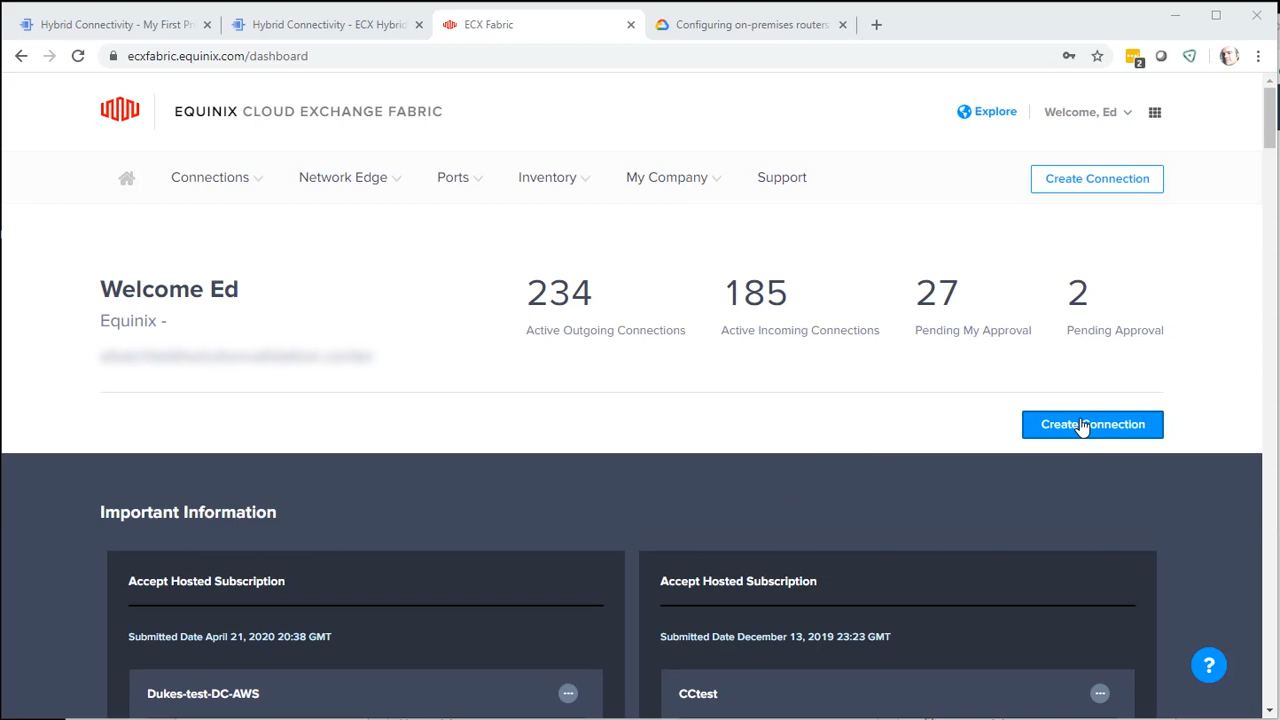 Hybrid Connectivity - My First Pr
Hybrid Connectivity - ECX Hybrid
ECX Fabric
Configuring on-premises routers
ecxfabric.equinix.com/dashboard
2
EQUINIX CLOUD EXCHANGE FABRIC
Explore
Welcome, Ed
Connections
Network Edge
Ports
Inventory
My Company
Support
Create Connection
Welcome Ed
Equinix -
234
Active Outgoing Connections
185
Active Incoming Connections
27
Pending My Approval
2
Pending Approval
Create Connection
Important Information
Accept Hosted Subscription
Submitted Date April 21, 2020 20:38 GMT
Dukes-test-DC-AWS
Accept Hosted Subscription
Submitted Date December 13, 2019 23:23 GMT
CCtest
?